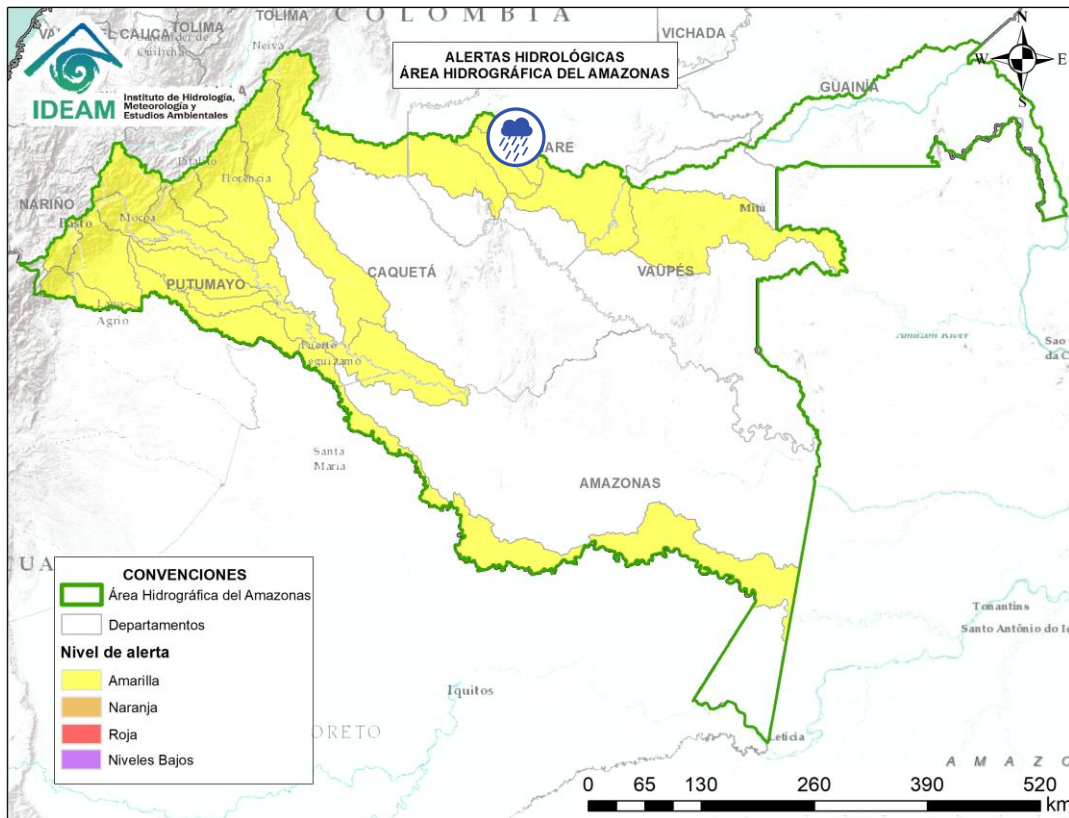 COLOMBIA
TOLIMA
TOLIMA
Neiva
VICHADA
N
W
E
S
ALERTAS HIDROLÓGICAS
ÁREA HIDROGRÁFICA DEL AMAZONAS
IDEAM
Instituto de Hidrología,
Meteorología y
Estudios Ambientales
GUAINÍA
Florencia
NARIÑO
Pasto
Mocoa
Mitú
CAQUETÁ
VAUPÉS
PUTUMAYO
Lago
Agrio
Puerto
Amazon River
Santa
Maria
AMAZONAS
CONVENCIONES
Área Hidrográfica del Amazonas
Departamentos
Nivel de alerta
Amarilla
Naranja
Roja
Niveles Bajos
Tonantins
Santo Antônio do
Iquitos
Leticia
0 65 130 260 390 520
km